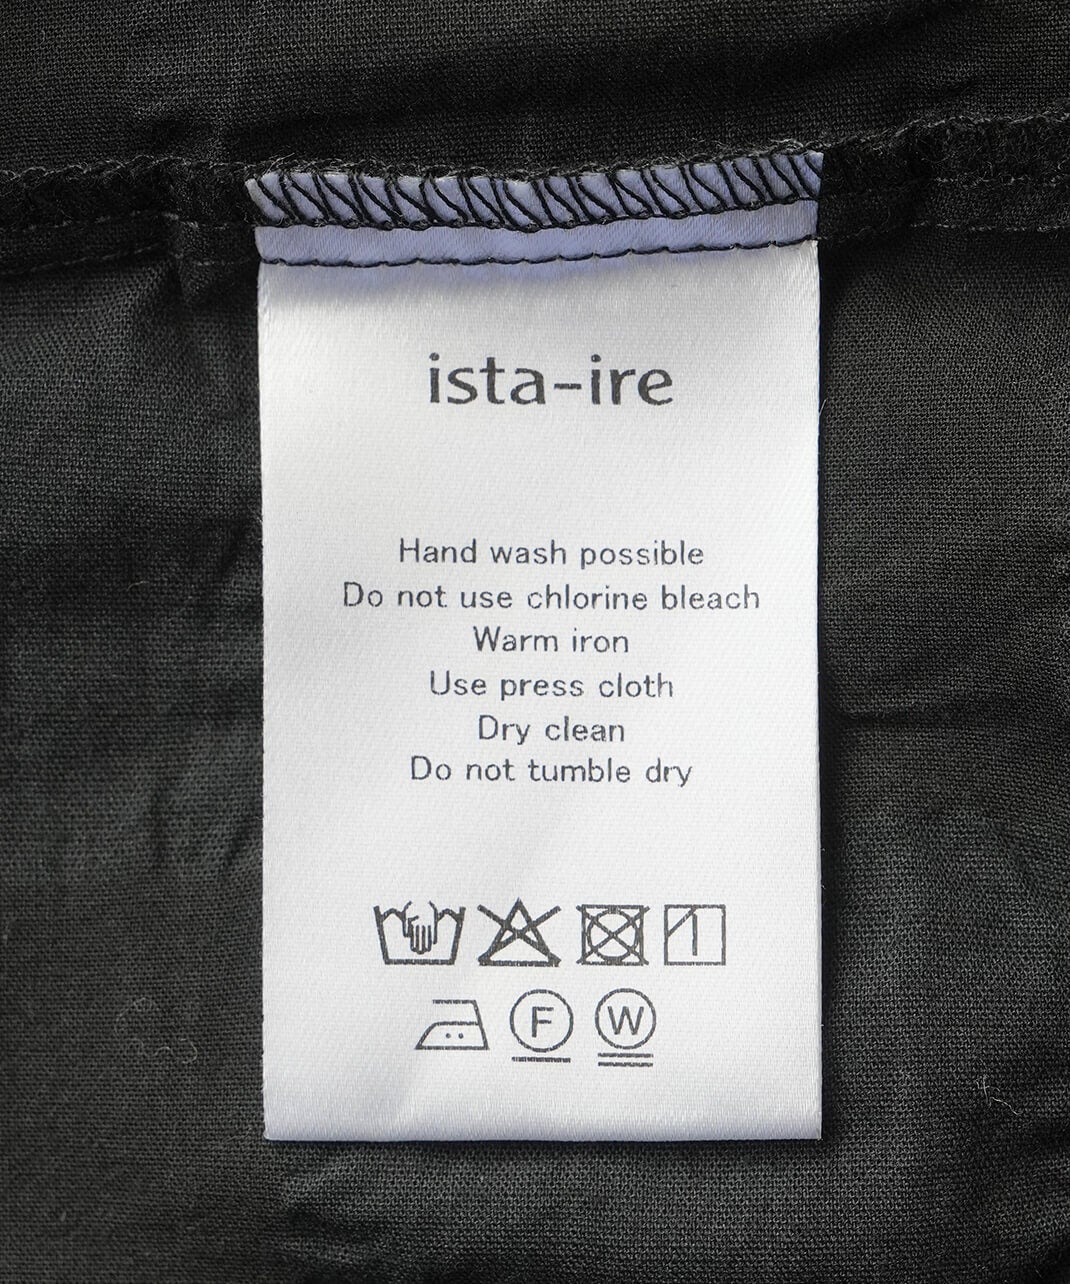 ista-ire
Hand wash possible
Do not use chlorine bleach
Warm iron
Use press cloth
Dry clean
Do not tumble dry
F
W